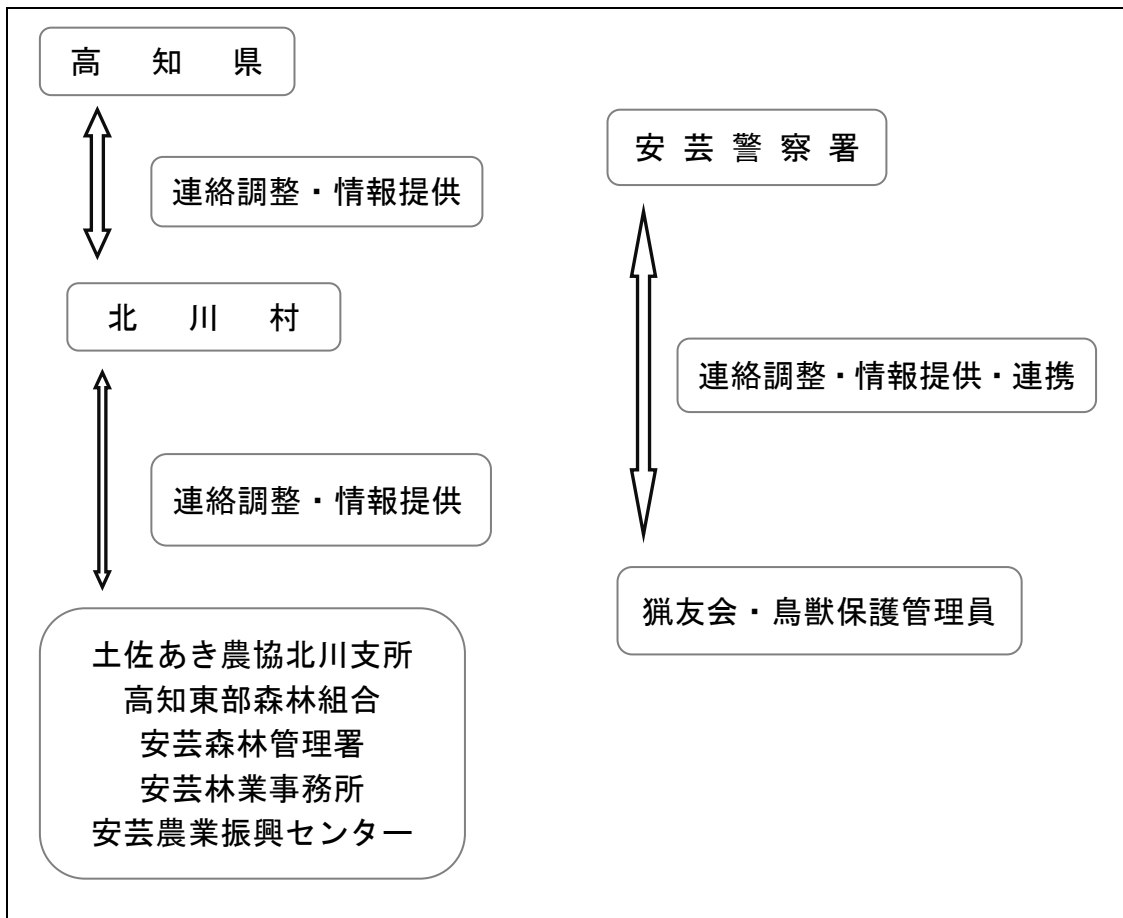 高知県
連絡調整・情報提供
北川村
連絡調整・情報提供
土佐あき農協北川支所
高知東部森林組合
安芸森林管理署
安芸林業事務所
安芸農業振興センター
安芸警察署
連絡調整・情報提供・連携
猟友会・鳥獣保護管理員